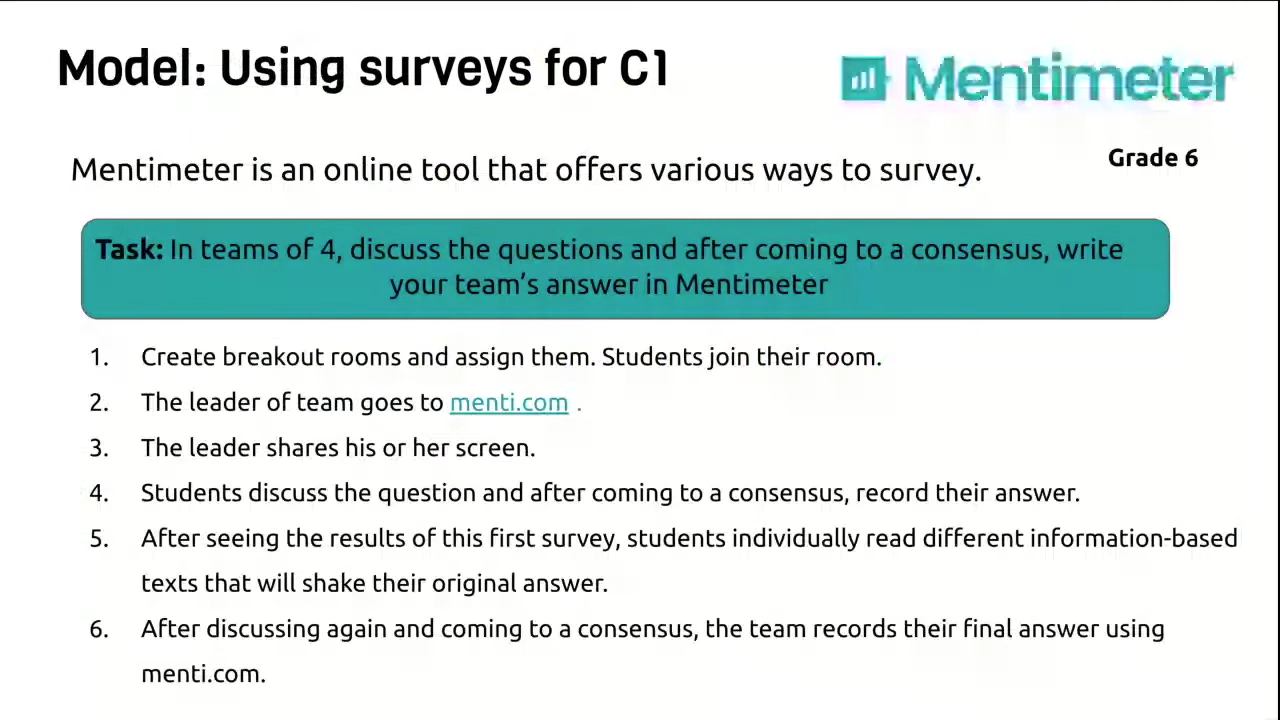 Model: Using surveys for C1
Mentimeter
Mentimeter is an online tool that offers various ways to survey.
Grade 6
Task: In teams of 4, discuss the questions and after coming to a consensus, write
your team’s answer in Mentimeter
1. Create breakout rooms and assign them. Students join their room.
2. The leader of team goes to menti.com .
3. The leader shares his or her screen.
4. Students discuss the question and after coming to a consensus, record their answer.
5. After seeing the results of this first survey, students individually read different information-based
texts that will shake their original answer.
6. After discussing again and coming to a consensus, the team records their final answer using
menti.com.